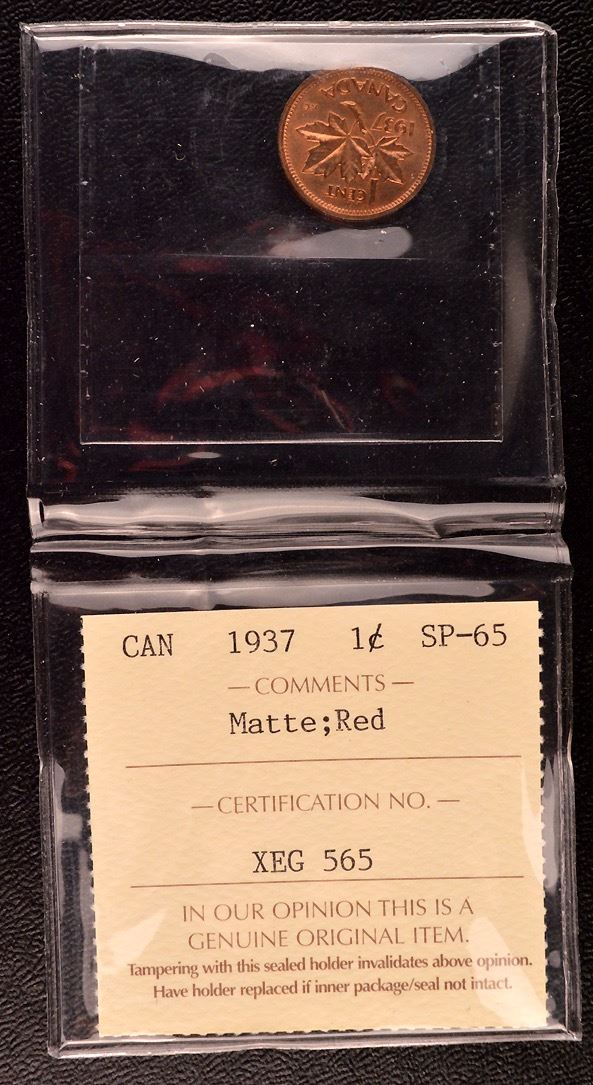 1 CENT
1937
CANADA
CAN 1937 1¢ SP-65
— COMMENTS —
Matte;Red
— CERTIFICATION NO. —
XEG 565
IN OUR OPINION THIS IS A
GENUINE ORIGINAL ITEM.
Tampering with this sealed holder invalidates above opinion.
Have holder replaced if inner package/seal not intact.